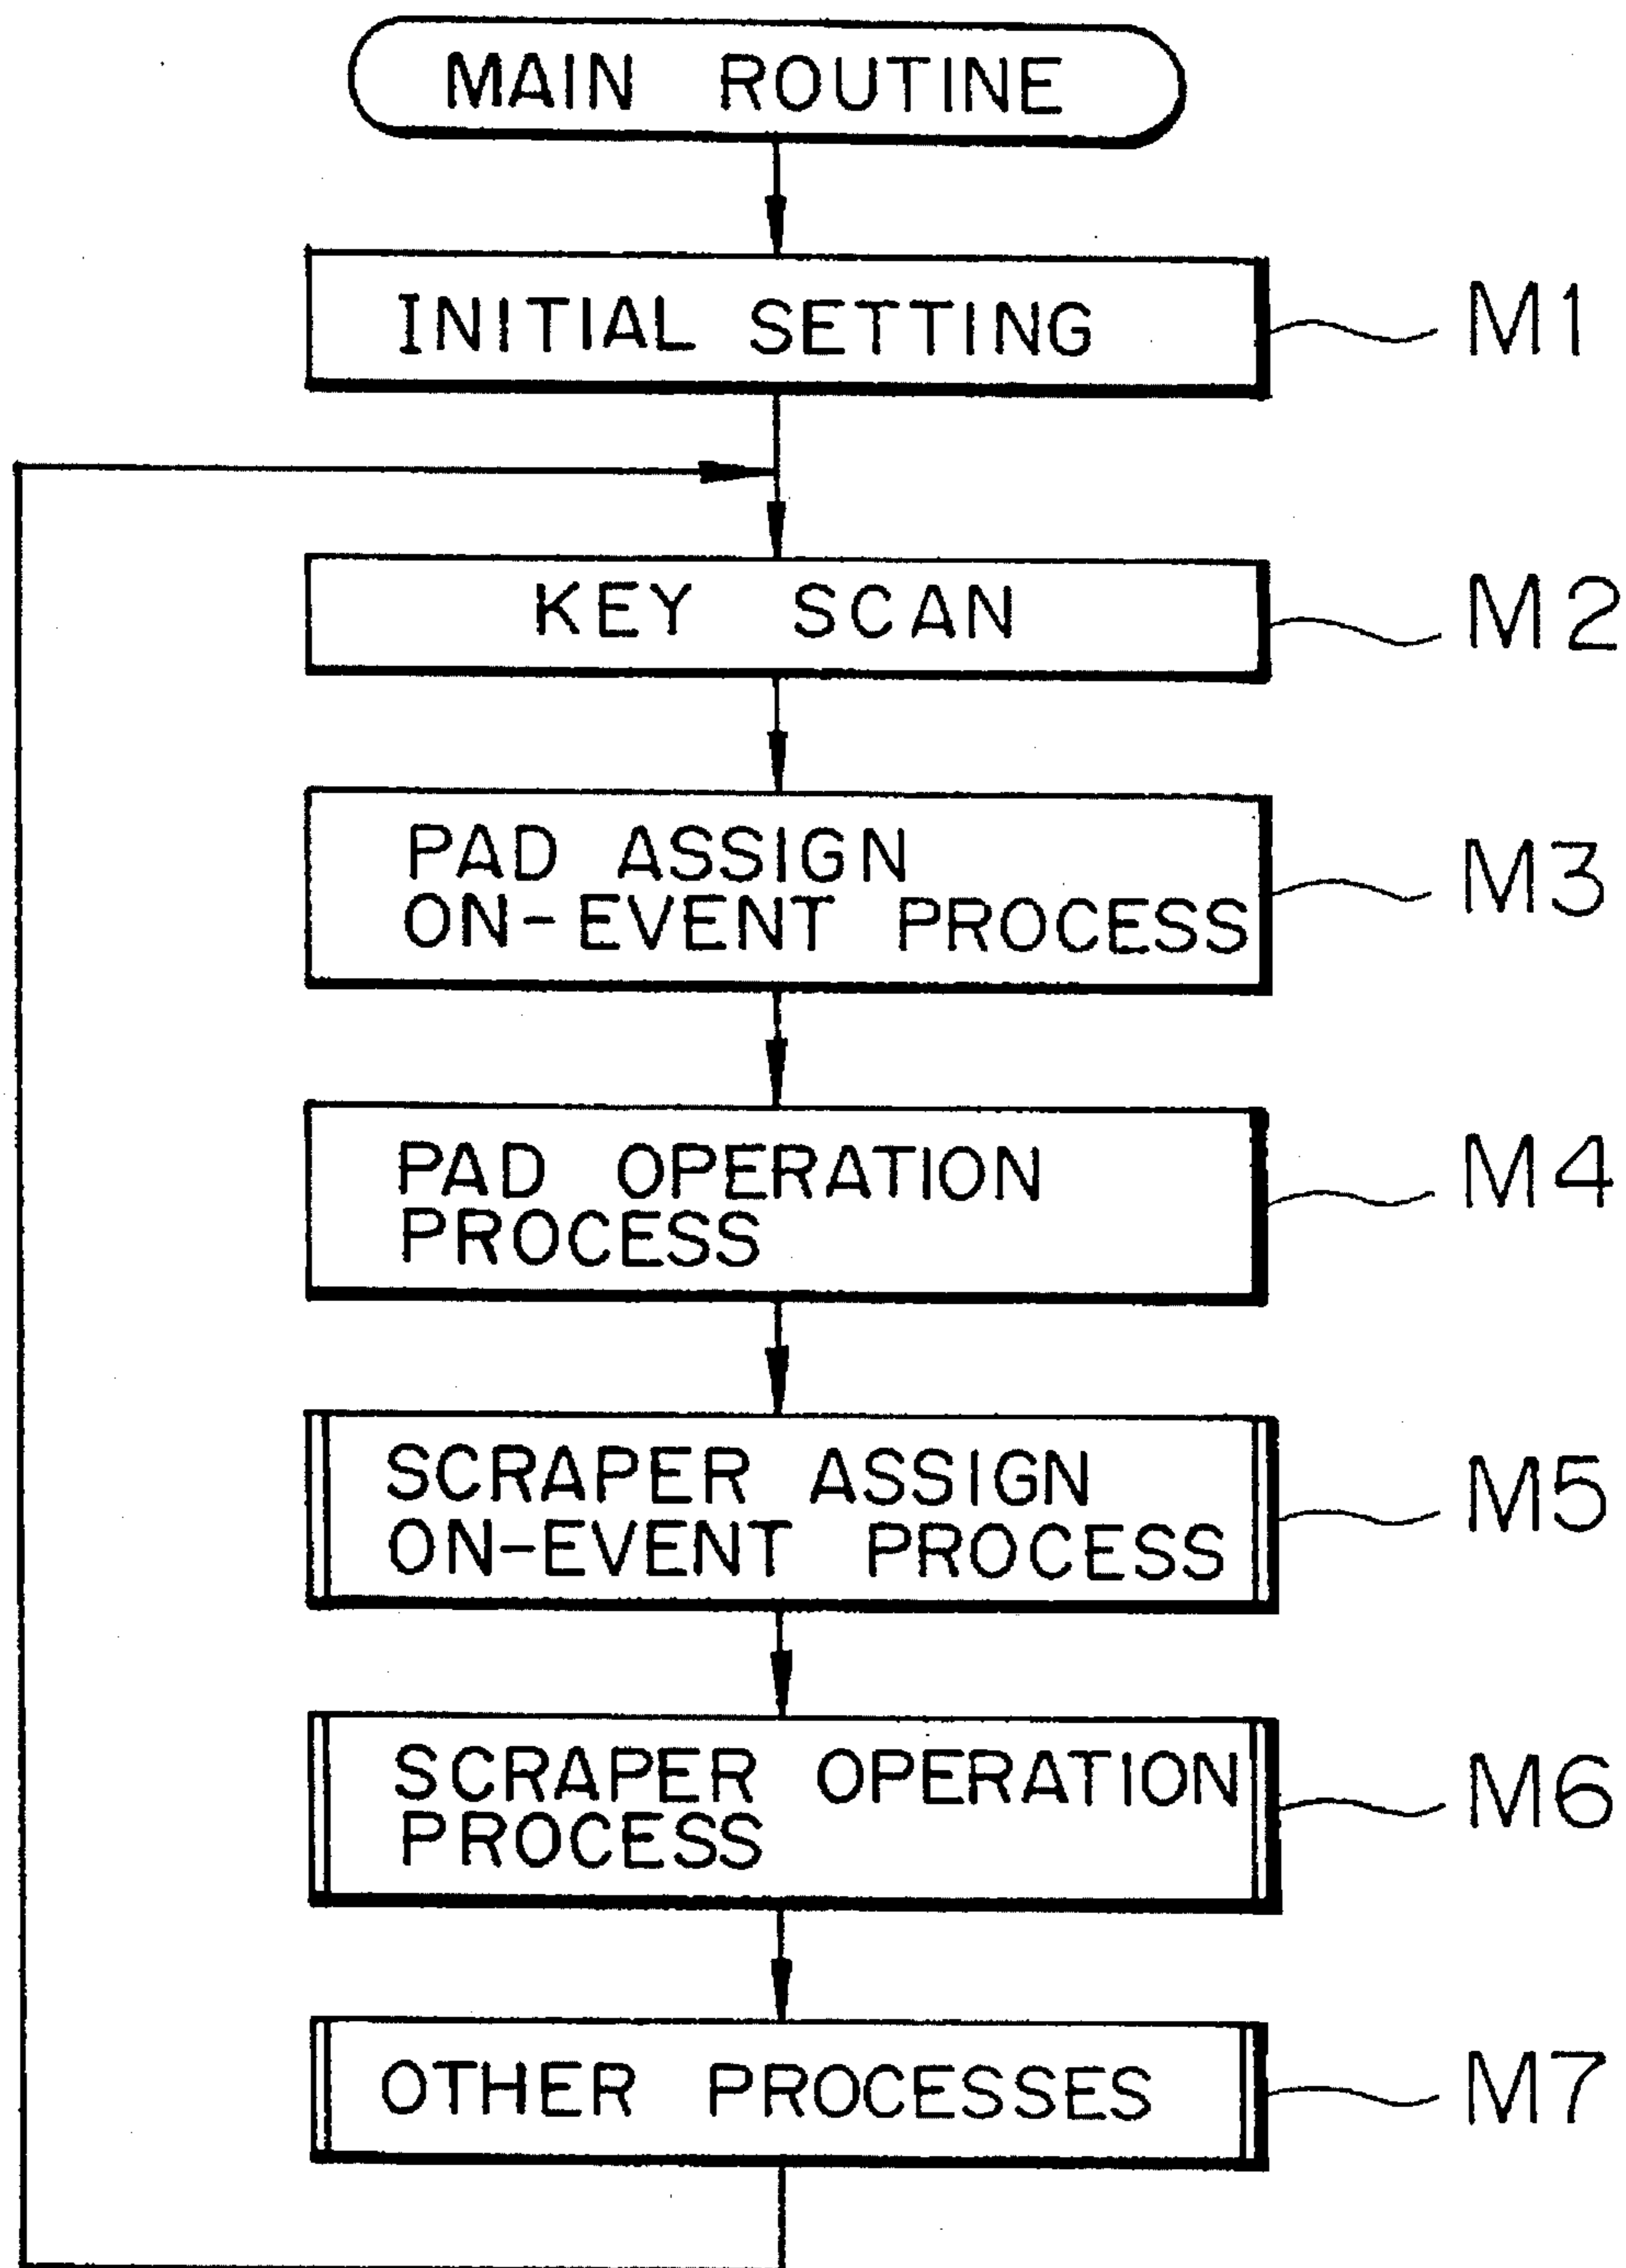 MAIN ROUTINE
INITIAL SETTING
M1
KEY SCAN
M2
PAD ASSIGN
ON-EVENT PROCESS
M3
PAD OPERATION
PROCESS
M4
SCRAPER ASSIGN
ON-EVENT PROCESS
M5
SCRAPER OPERATION
PROCESS
M6
OTHER PROCESSES
M7